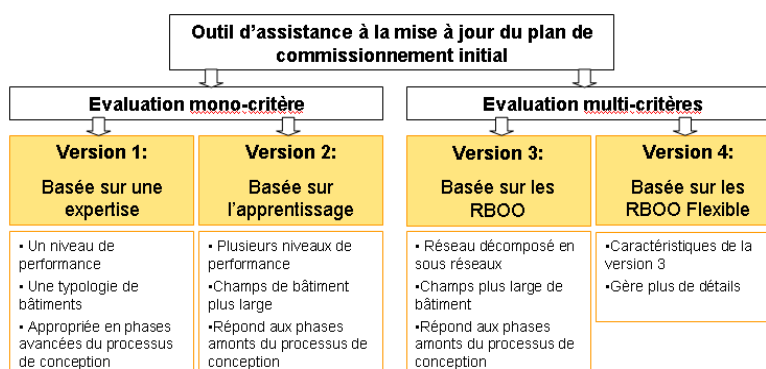 Outil d'assistance à la mise à jour du plan de
commissionnement initial
Evaluation mono-critère
Evaluation multi-critères
Version 1:
Basée sur une
expertise
▪ Un niveau de
performance
▪ Une typologie de
bâtiments
▪ Appropriée en phases
avancées du processus
de conception
Version 2:
Basée sur
l'apprentissage
▪ Plusieurs niveaux de
performance
▪Champs de bâtiment
plus large
▪Répond aux phases
amonts du processus de
conception
Version 3:
Basée sur les
RBOO
▪ Réseau décomposé en
sous réseaux
▪Champs plus large de
bâtiment
▪Répond aux phases
amonts du processus de
conception
Version 4:
Basée sur les
RBOO Flexible
▪Caractéristiques de la
version 3
▪ Gère plus de détails